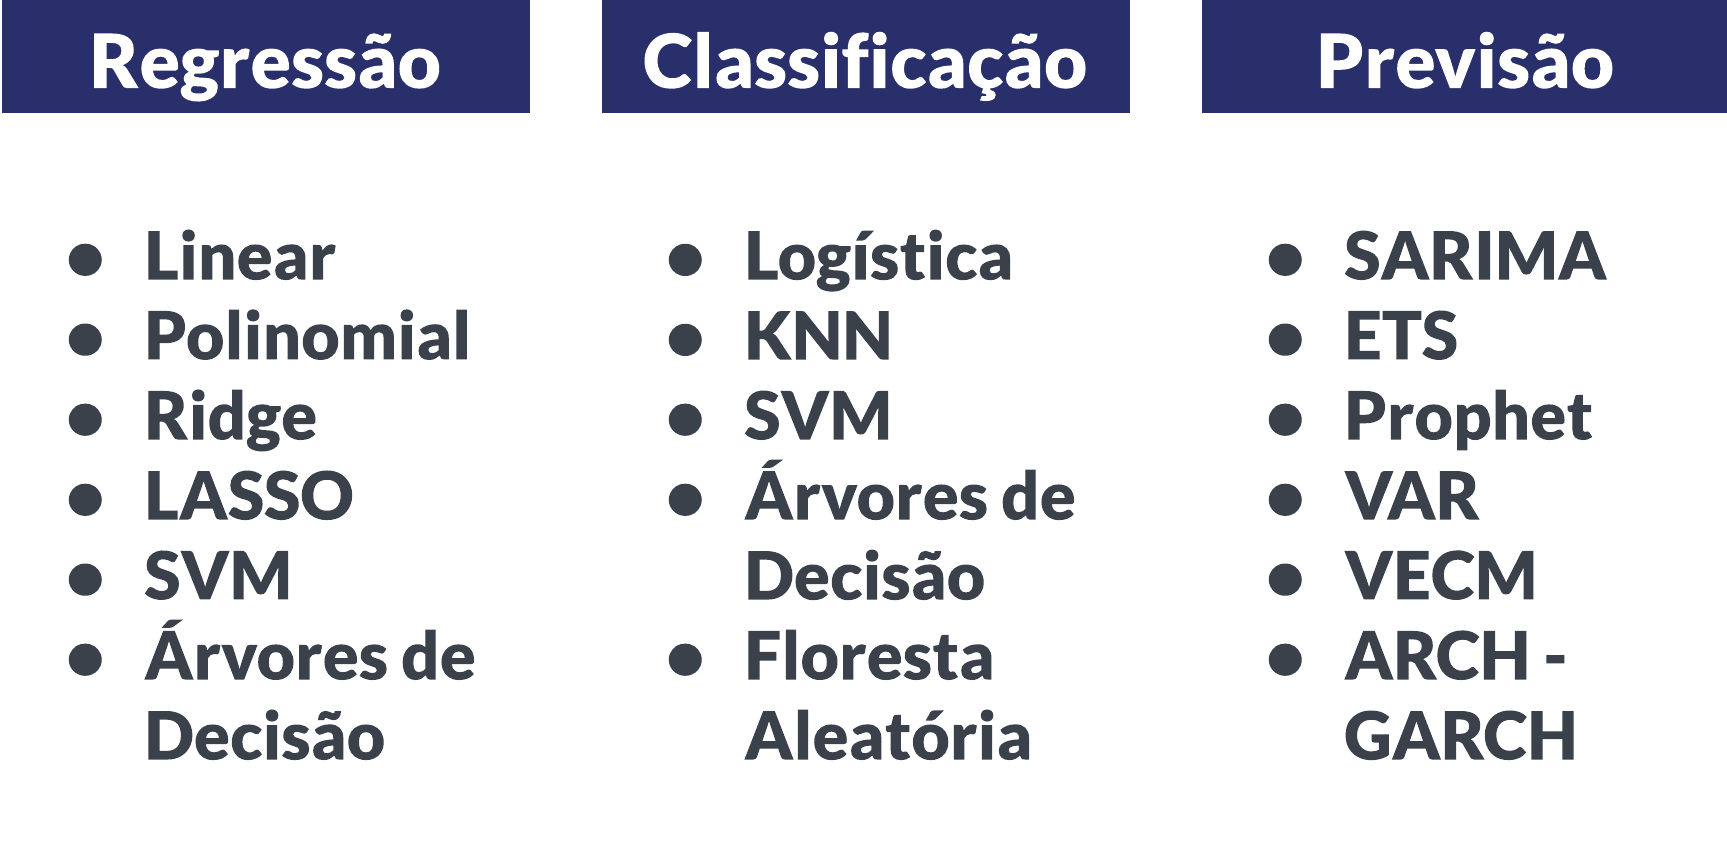 Regressão
● Linear
● Polinomial
● Ridge
● LASSO
● SVM
● Árvores de
Decisão
Classificação
● Logística
● KNN
● SVM
● Árvores de
Decisão
● Floresta
Aleatória
Previsão
● SARIMA
● ETS
● Prophet
● VAR
● VECM
● ARCH -
GARCH